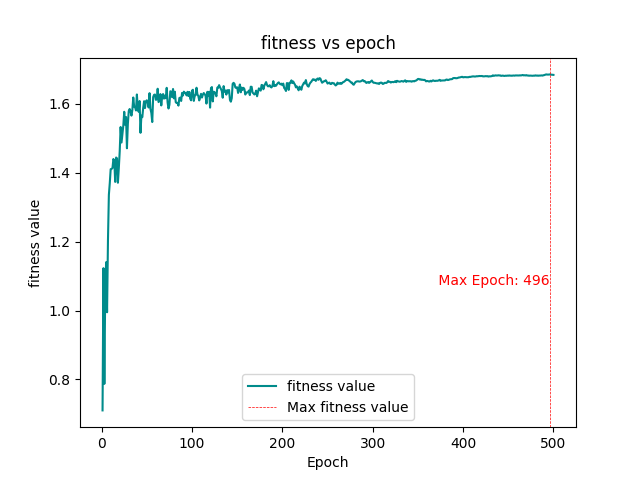 fitness vs epoch
fitness value
1.6
1.4
1.2
1.0
0.8
Max Epoch: 496
fitness value
Max fitness value
0
100
200
300
400
500
Epoch